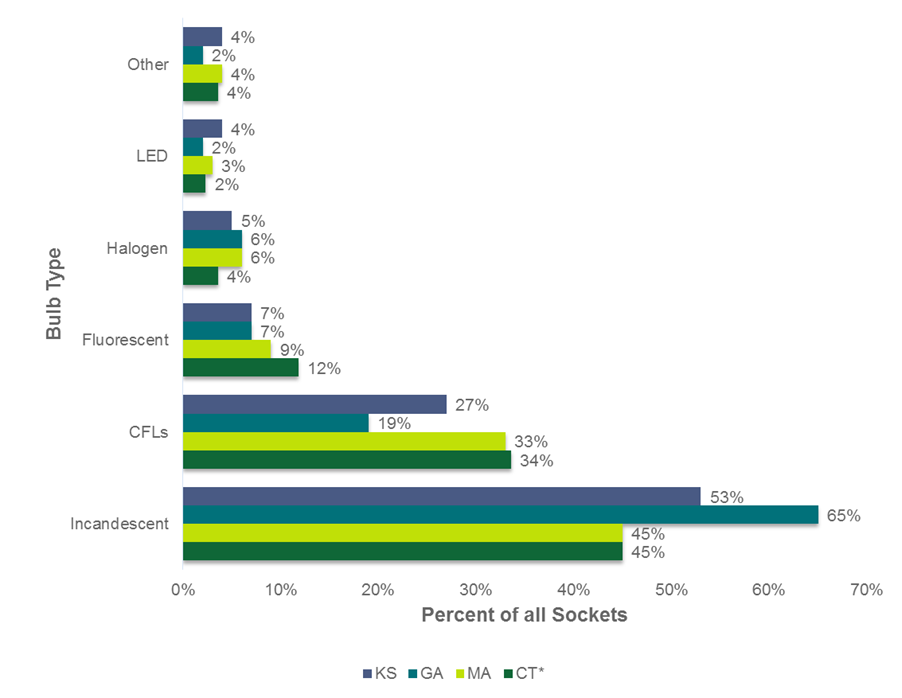 Other
4%
2%
4%
4%
LED
4%
2%
3%
2%
Halogen
5%
6%
6%
4%
Fluorescent
7%
7%
9%
12%
CFLs
27%
19%
33%
34%
Incandescent
53%
65%
45%
45%
Bulb Type
0% 10% 20% 30% 40% 50% 60% 70%
Percent of all Sockets
KS GA MA CT*